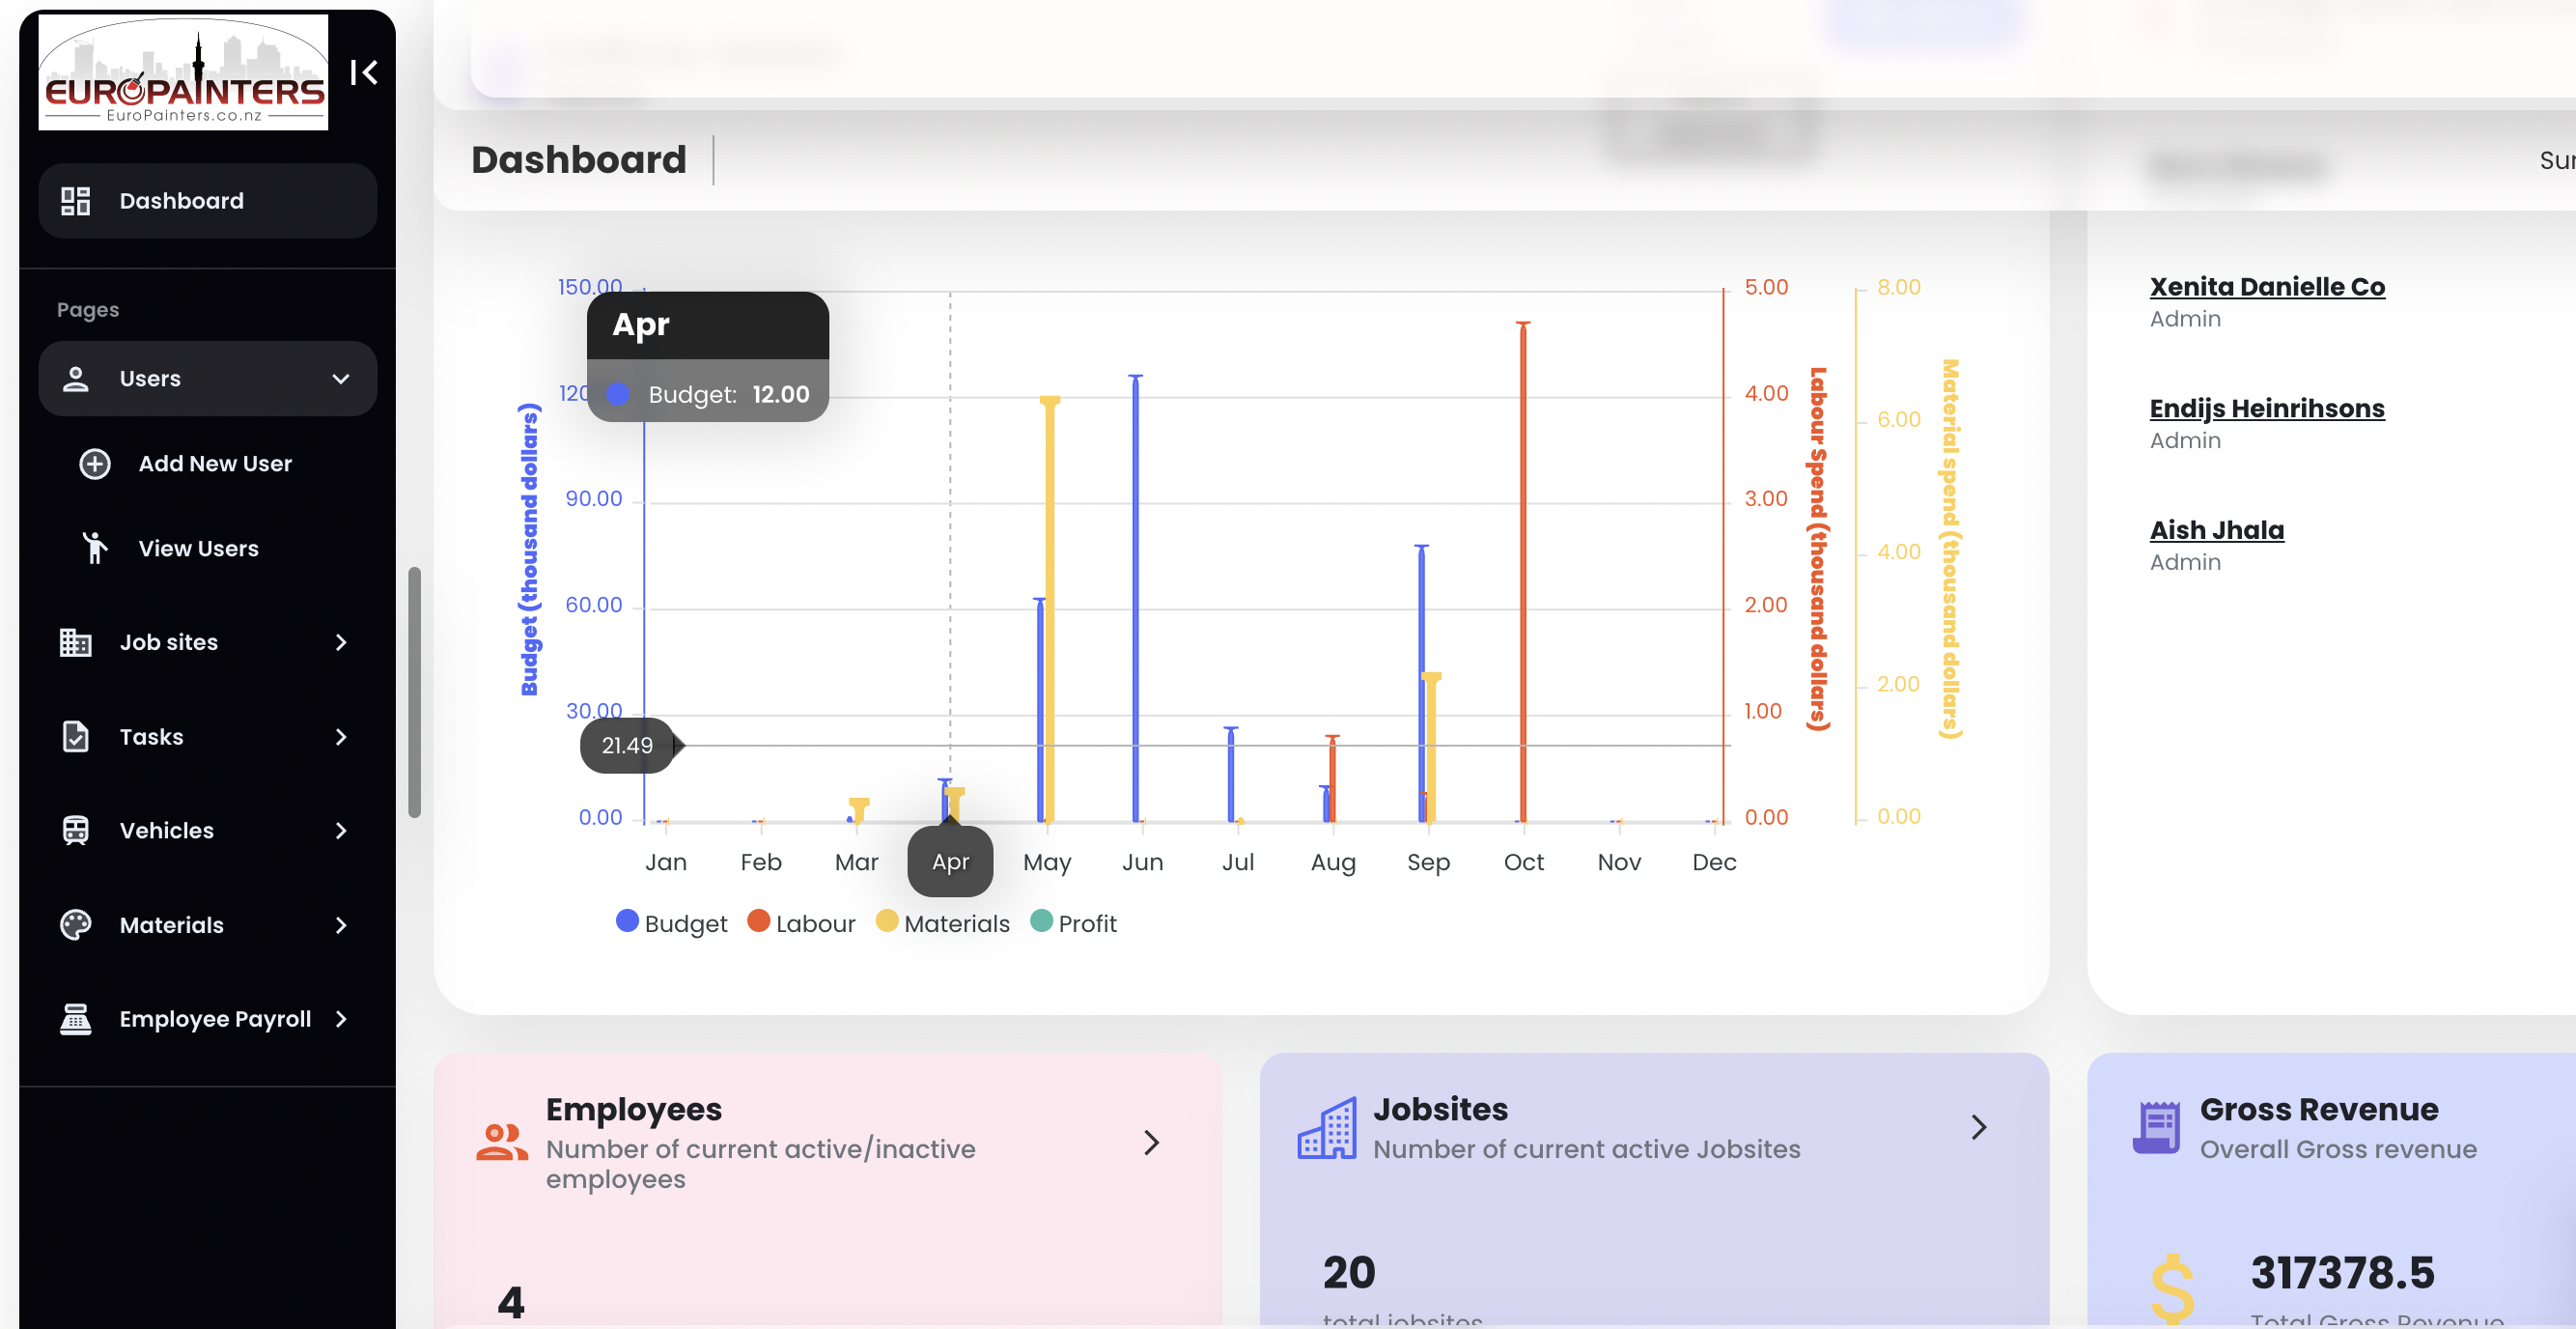 EUROPAINTERS
EuroPainters.co.nz
Dashboard
Pages
Users
Add New User
View Users
Job sites
Tasks
Vehicles
Materials
Employee Payroll
Dashboard
150.00
120
90.00
60.00
30.00
0.00
Budget (thousand dollars)
Apr
Budget: 12.00
21.49
5.00
4.00
3.00
2.00
1.00
0.00
Labour Spend (thousand dollars)
8.00
6.00
4.00
2.00
0.00
Material spend (thousand dollars)
Jan Feb Mar Apr May Jun Jul Aug Sep Oct Nov Dec
Budget Labour Materials Profit
Xenita Danielle Co
Admin
Endijs Heinrihsons
Admin
Aish Jhala
Admin
Employees
Number of current active/inactive
employees
4
Jobsites
Number of current active Jobsites
20
total jobsites
Gross Revenue
Overall Gross revenue
317378.5
Total Gross Revenue